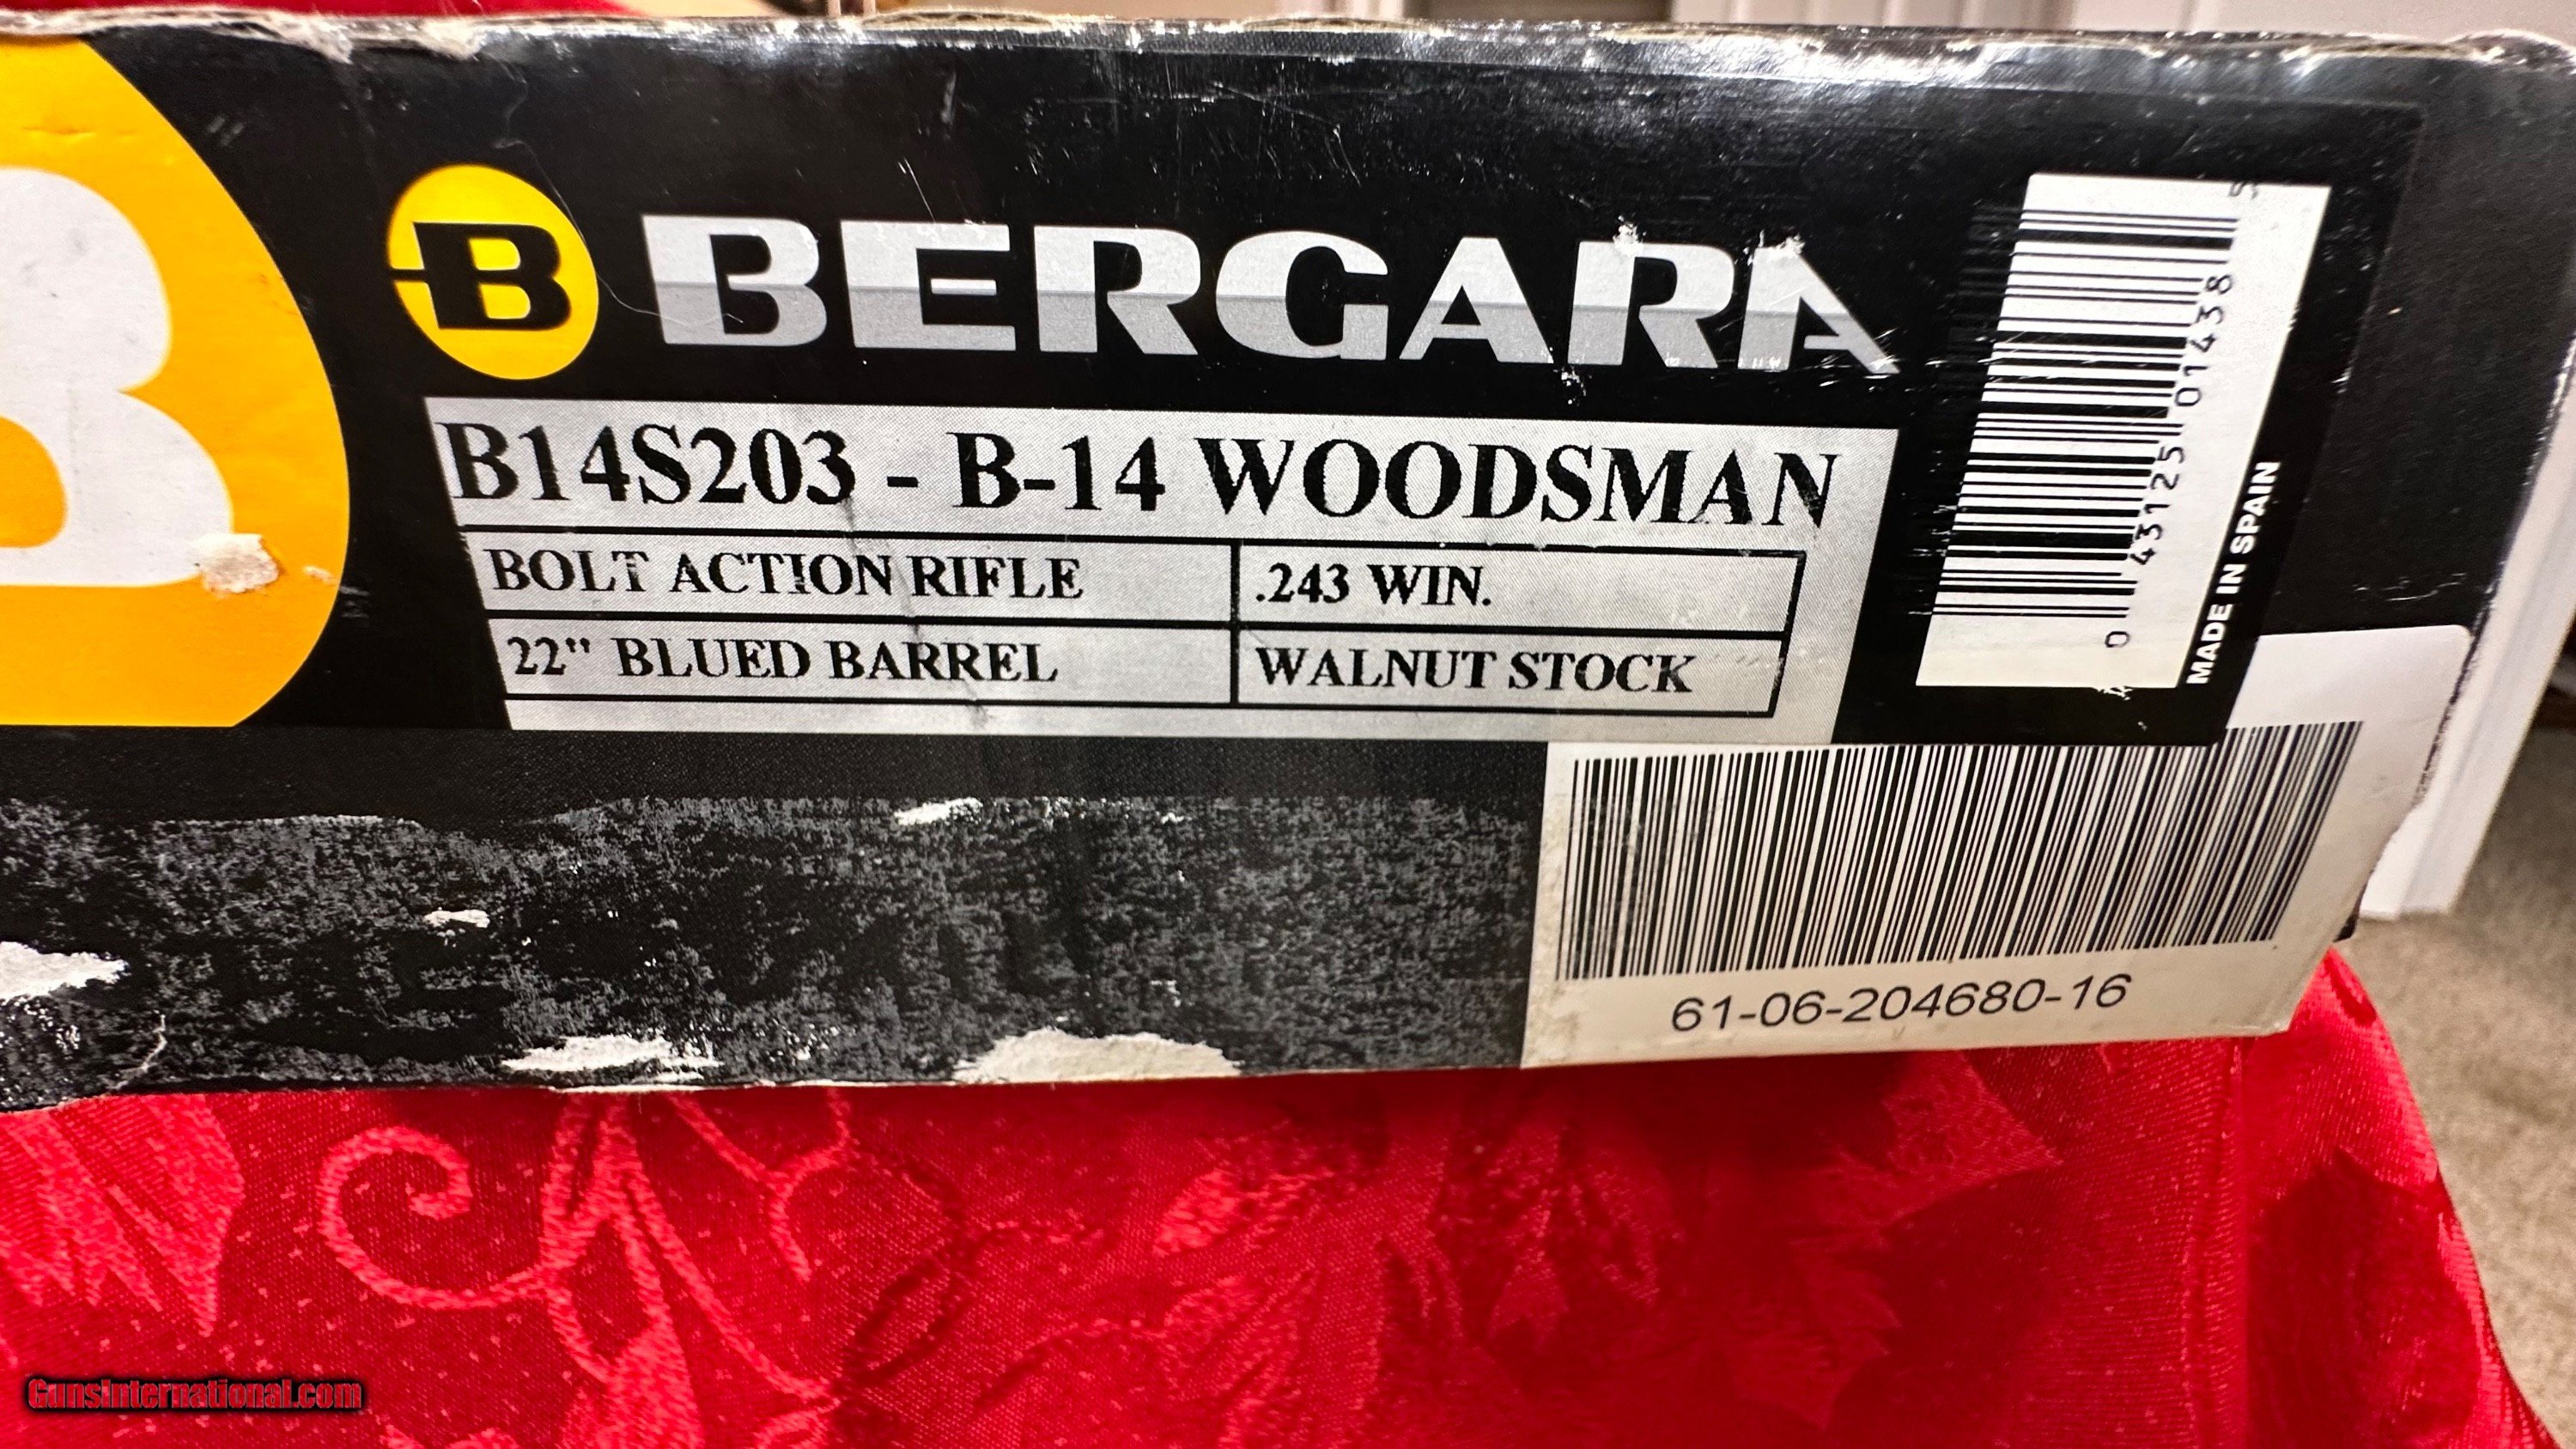 B
B BERGARA
B14S203 - B-14 WOODSMAN
BOLT ACTION RIFLE
.243 WIN.
22" BLUED BARREL
WALNUT STOCK
0 43125 01438 5
MADE IN SPAIN
61-06-204680-16
GunsInternational.com